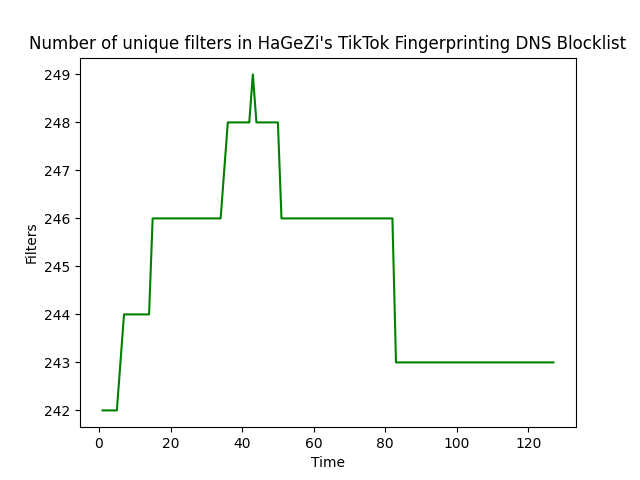 Number of unique filters in HaGeZi's TikTok Fingerprinting DNS Blocklist
249
248
247
246
245
244
243
242
Filters
0 20 40 60 80 100 120
Time